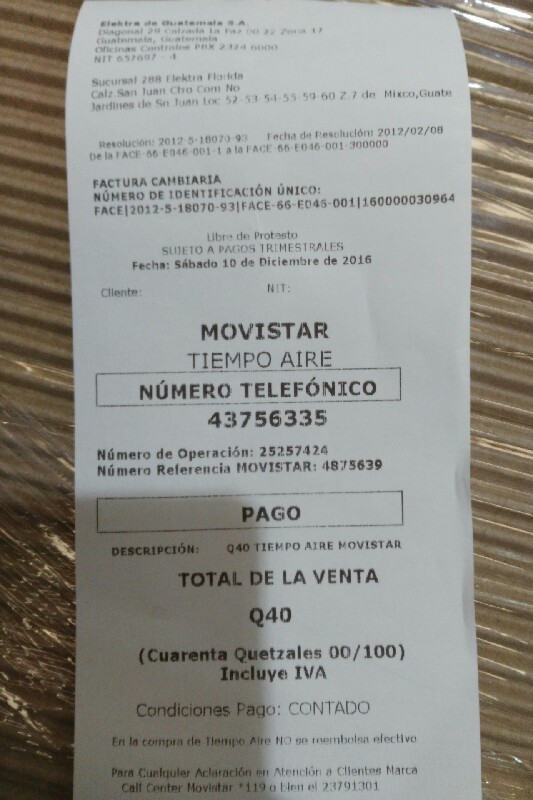 Elektra de Guatemala S.A.
Diagonal 29 Calzada La Paz 00 22 Zona 17
Guatemala, Guatemala
Oficinas Centrales PBX 2324 6000
NIT 657697 - 4
Sucursal 288 Elektra Florida
Calz.San Juan Ctro Com No
Jardines de Sn Juan Loc 52-53-54-55-59-60 Z.7 de Mixco,Guate
Resolución: 2012-5-18070-93 Fecha de Resolución: 2012/02/08
De la FACE-66-E046-001-1 a la FACE-66-E046-001-300000
FACTURA CAMBIARIA
NÚMERO DE IDENTIFICACIÓN ÚNICO:
FACE|2012-5-18070-93|FACE-66-E046-001|160000030964
Libre de Protesto
SUJETO A PAGOS TRIMESTRALES
Fecha: Sábado 10 de Diciembre de 2016
Cliente: NIT:
MOVISTAR
TIEMPO AIRE
NÚMERO TELEFÓNICO
43756335
Número de Operación: 25257424
Número Referencia MOVISTAR: 4875639
PAGO
DESCRIPCIÓN: Q40 TIEMPO AIRE MOVISTAR
TOTAL DE LA VENTA
Q40
(Cuarenta Quetzales 00/100)
Incluye IVA
Condiciones Pago: CONTADO
En la compra de Tiempo Aire NO se reembolsa efectivo
Para Cualquier Aclaración en Atención a Clientes Marca
Call Center Movistar *119 o bien el 23791301